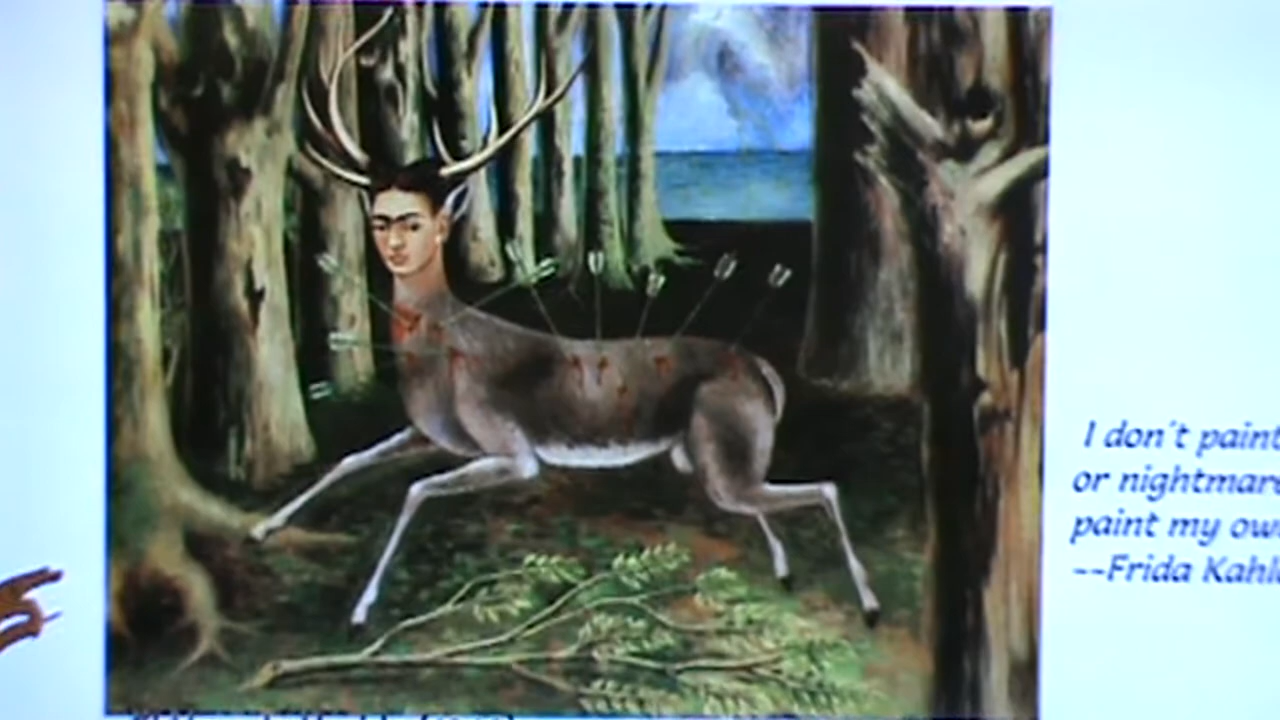 I don't paint
or nightmare
paint my ow
--Frida Kahl